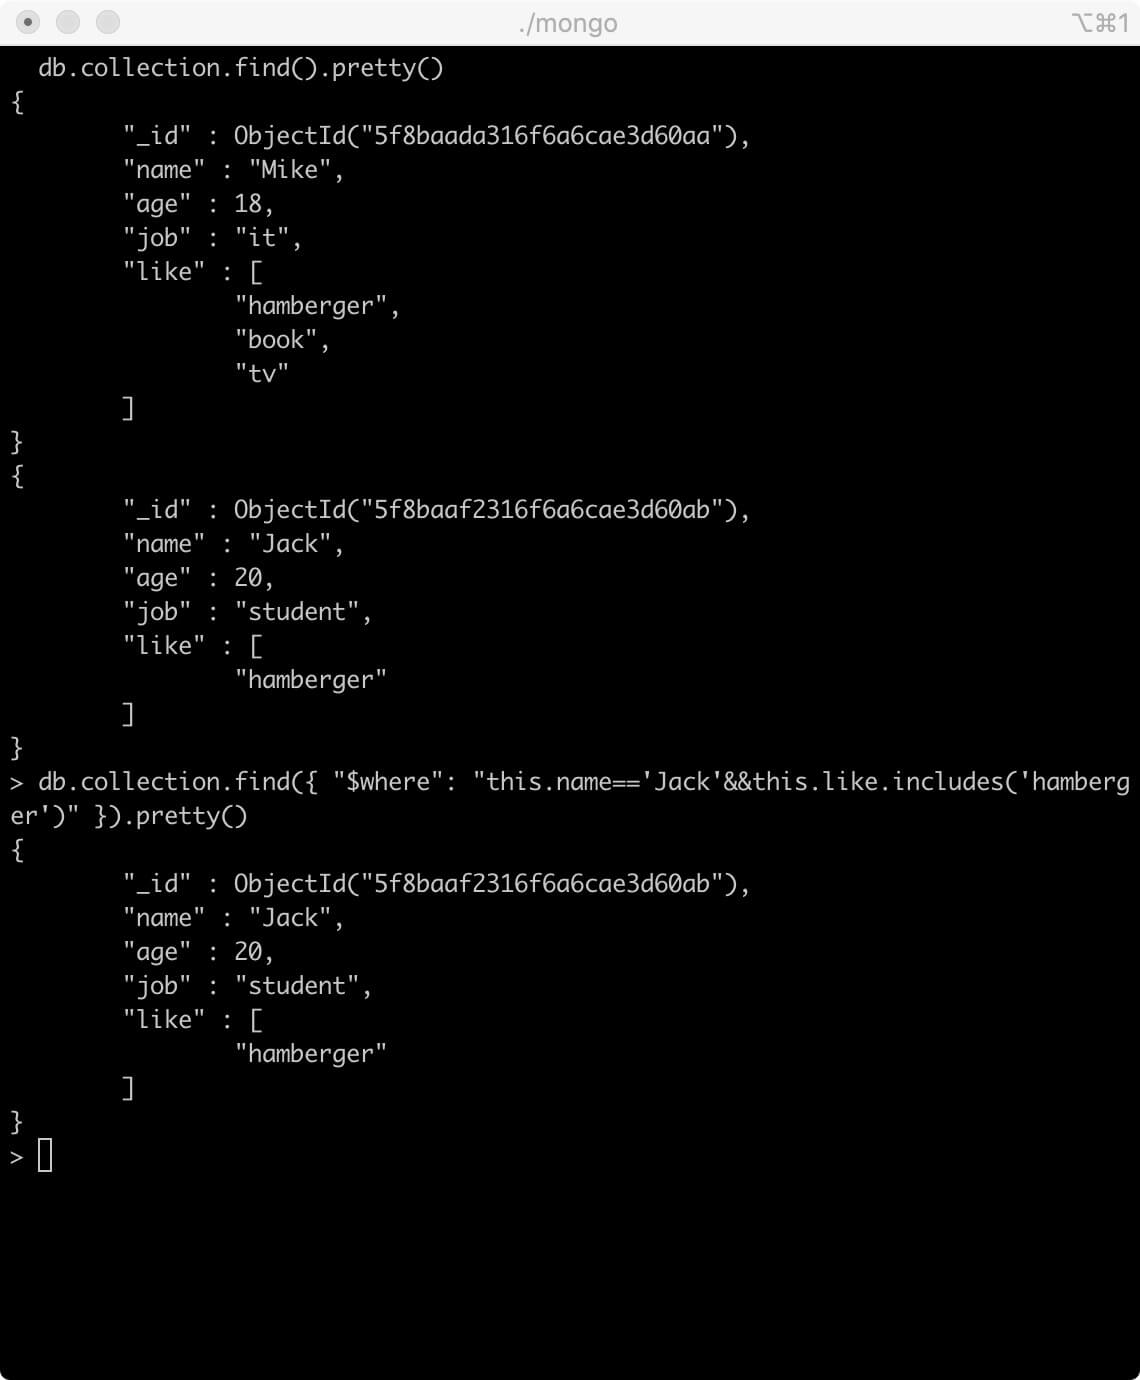 ./mongo
⌥⌘1
db.collection.find().pretty()
{
"_id" : ObjectId("5f8baada316f6a6cae3d60aa"),
"name" : "Mike",
"age" : 18,
"job" : "it",
"like" : [
"hamberger",
"book",
"tv"
]
}
{
"_id" : ObjectId("5f8baaf2316f6a6cae3d60ab"),
"name" : "Jack",
"age" : 20,
"job" : "student",
"like" : [
"hamberger"
]
}
> db.collection.find({ "$where": "this.name=='Jack'&&this.like.includes('hamberg
er')" }).pretty()
{
"_id" : ObjectId("5f8baaf2316f6a6cae3d60ab"),
"name" : "Jack",
"age" : 20,
"job" : "student",
"like" : [
"hamberger"
]
}
>